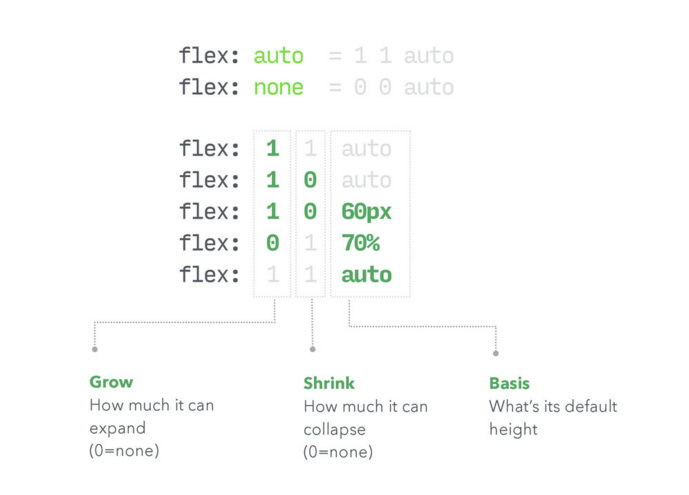 flex: auto = 1 1 auto
flex: none = 0 0 auto
flex: 1 1 auto
flex: 1 0 auto
flex: 1 0 60px
flex: 0 1 70%
flex: 1 1 auto
Grow
How much it can
expand
(0=none)
Shrink
How much it can
collapse
(0=none)
Basis
What's its default
height